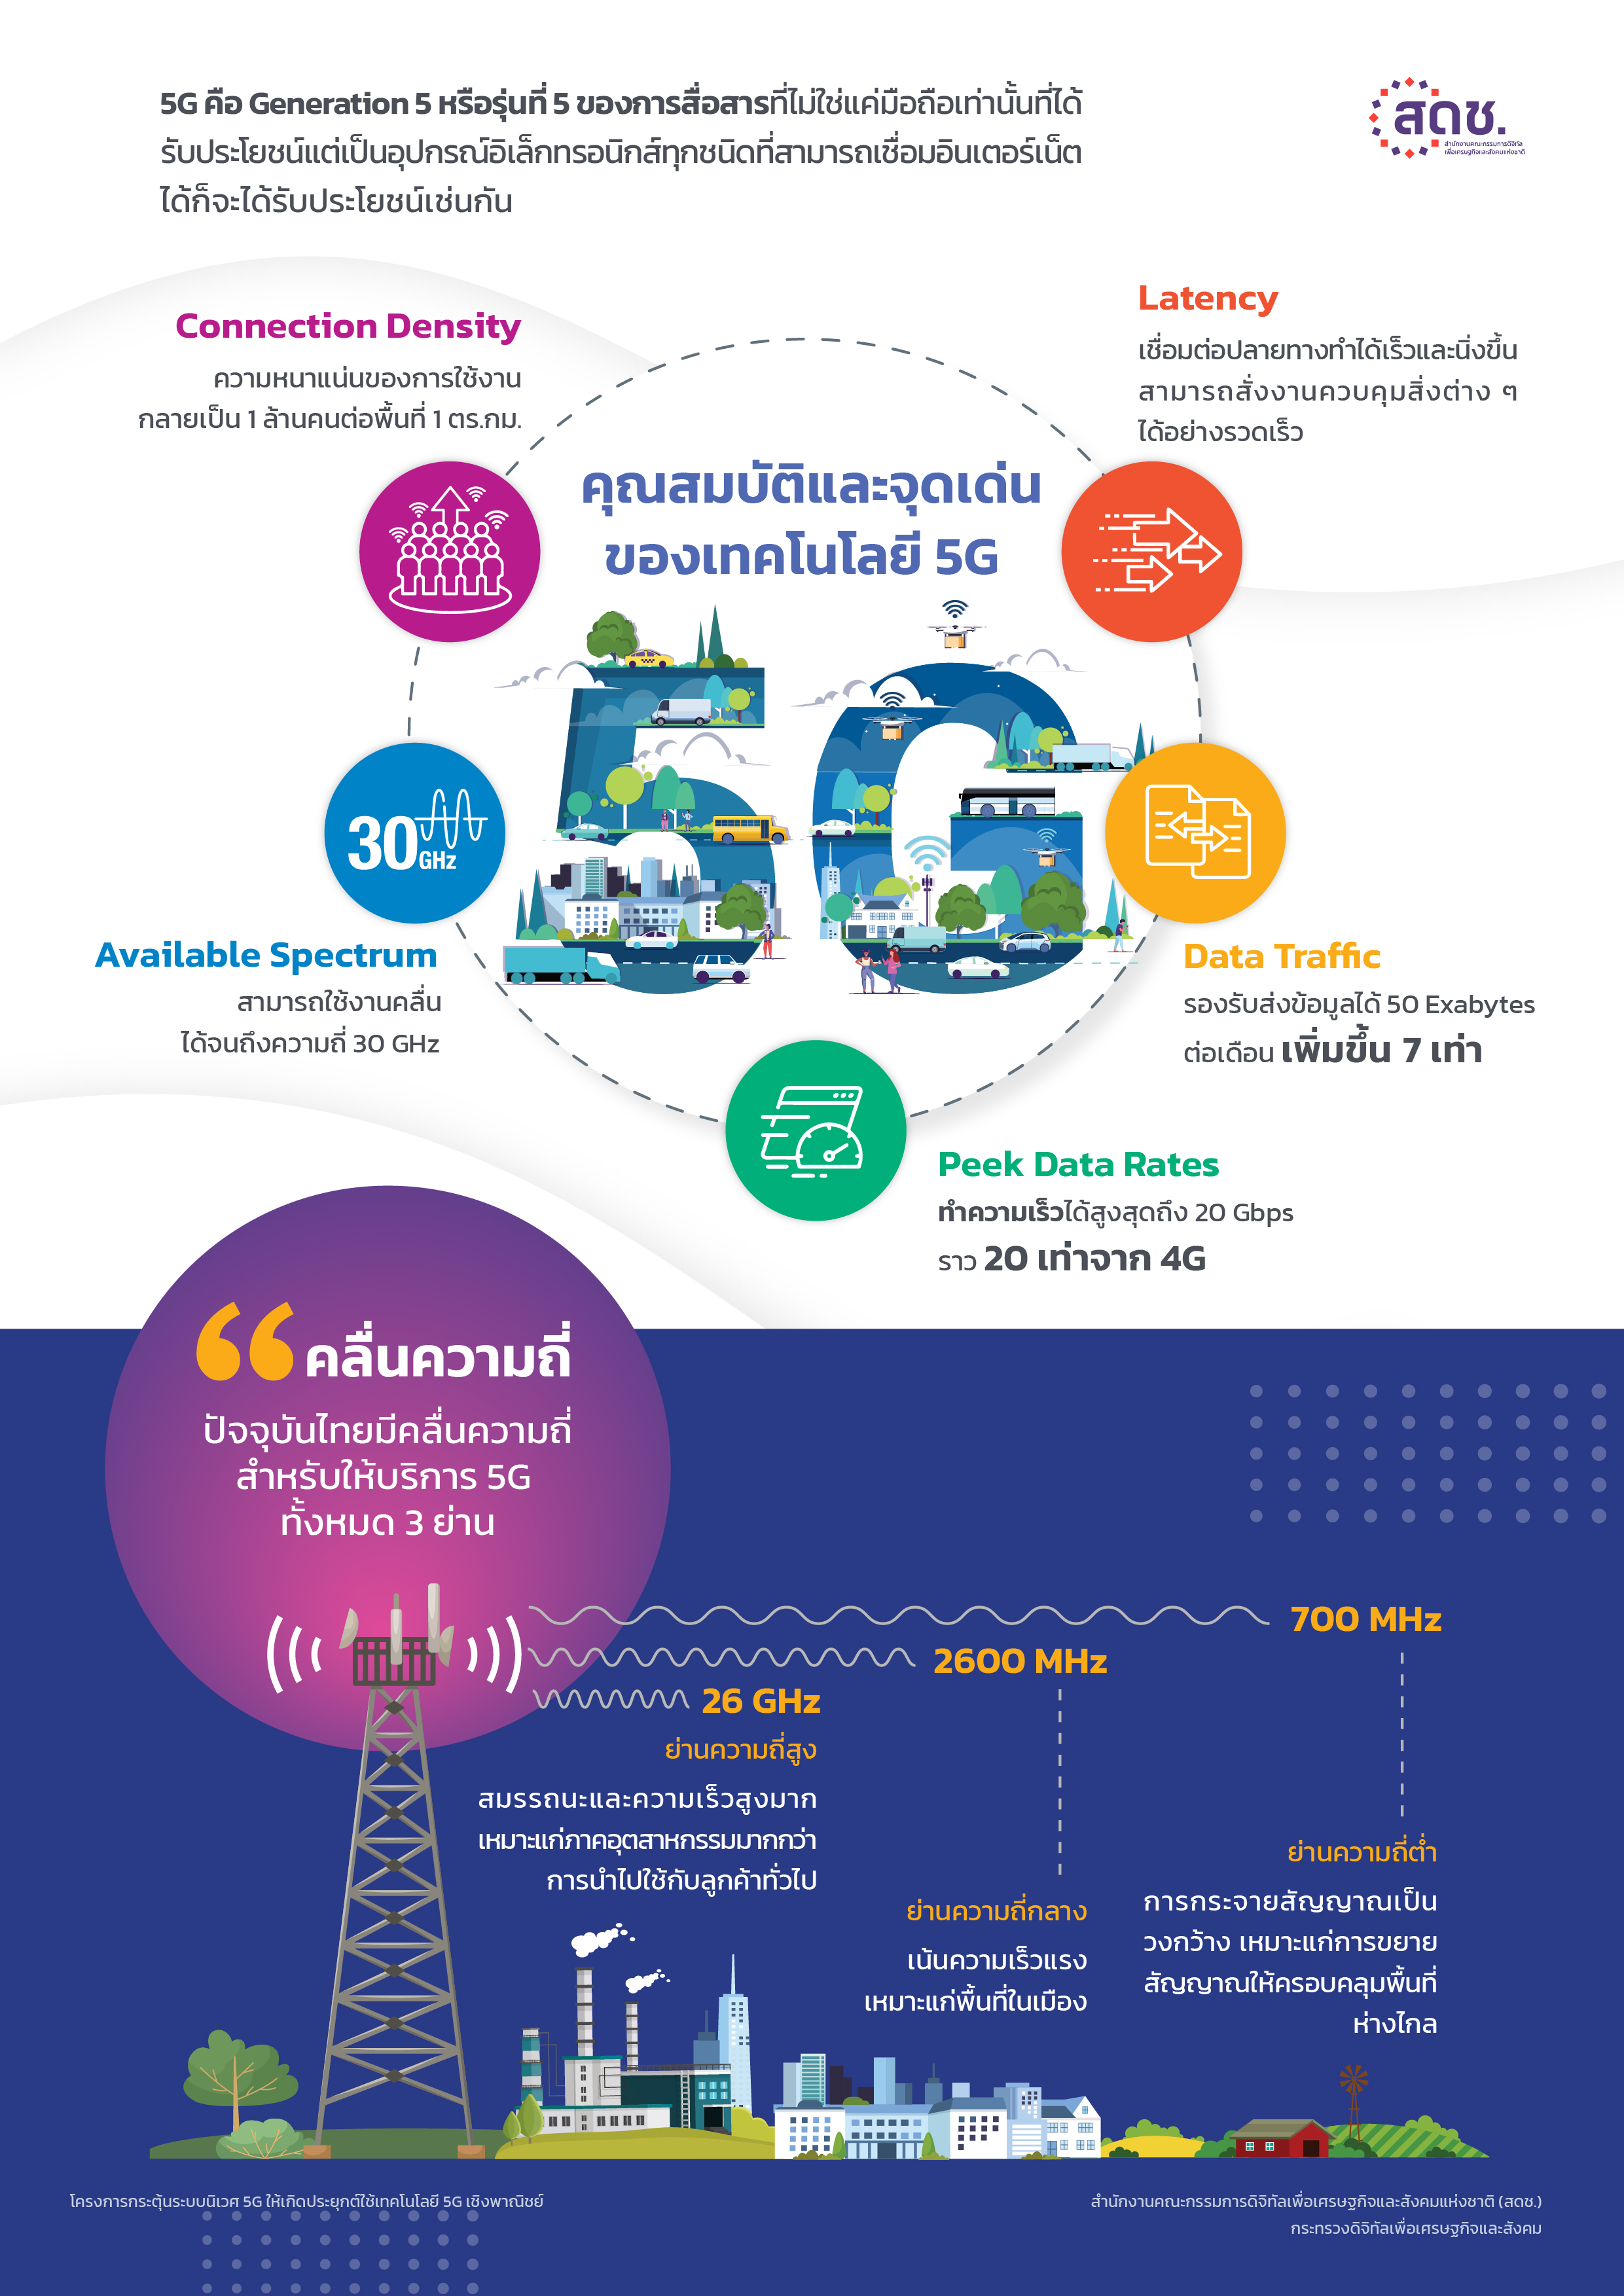 5G คือ Generation 5 หรือรุ่นที่ 5 ของการสื่อสารที่ไม่ใช่แค่มือถือเท่านั้นที่ได้
รับประโยชน์แต่เป็นอุปกรณ์อิเล็กทรอนิกส์ทุกชนิดที่สามารถเชื่อมอินเตอร์เน็ต
ได้ก็จะได้รับประโยชน์เช่นกัน
สดช.
สำนักงานคณะกรรมการดิจิทัล
เพื่อเศรษฐกิจและสังคมแห่งชาติ
Connection Density
ความหนาแน่นของการใช้งาน
กลายเป็น 1 ล้านคนต่อพื้นที่ 1 ตร.กม.
Latency
เชื่อมต่อปลายทางทำได้เร็วและนิ่งขึ้น
สามารถสั่งงานควบคุมสิ่งต่าง ๆ
ได้อย่างรวดเร็ว
คุณสมบัติและจุดเด่น
ของเทคโนโลยี 5G
5G
30 GHz
Available Spectrum
สามารถใช้งานคลื่น
ได้จนถึงความถี่ 30 GHz
Data Traffic
รองรับส่งข้อมูลได้ 50 Exabytes
ต่อเดือน เพิ่มขึ้น 7 เท่า
Peek Data Rates
ทำความเร็วได้สูงสุดถึง 20 Gbps
ราว 20 เท่าจาก 4G
“ คลื่นความถี่
ปัจจุบันไทยมีคลื่นความถี่
สำหรับให้บริการ 5G
ทั้งหมด 3 ย่าน
700 MHz
2600 MHz
26 GHz
ย่านความถี่สูง
สมรรถนะและความเร็วสูงมาก
เหมาะแก่ภาคอุตสาหกรรมมากกว่า
การนำไปใช้กับลูกค้าทั่วไป
ย่านความถี่กลาง
เน้นความเร็วแรง
เหมาะแก่พื้นที่ในเมือง
ย่านความถี่ต่ำ
การกระจายสัญญาณเป็น
วงกว้าง เหมาะแก่การขยาย
สัญญาณให้ครอบคลุมพื้นที่
ห่างไกล
โครงการกระตุ้นระบบนิเวศ 5G ให้เกิดประยุกต์ใช้เทคโนโลยี 5G เชิงพาณิชย์
สำนักงานคณะกรรมการดิจิทัลเพื่อเศรษฐกิจและสังคมแห่งชาติ (สดช.)
กระทรวงดิจิทัลเพื่อเศรษฐกิจและสังคม